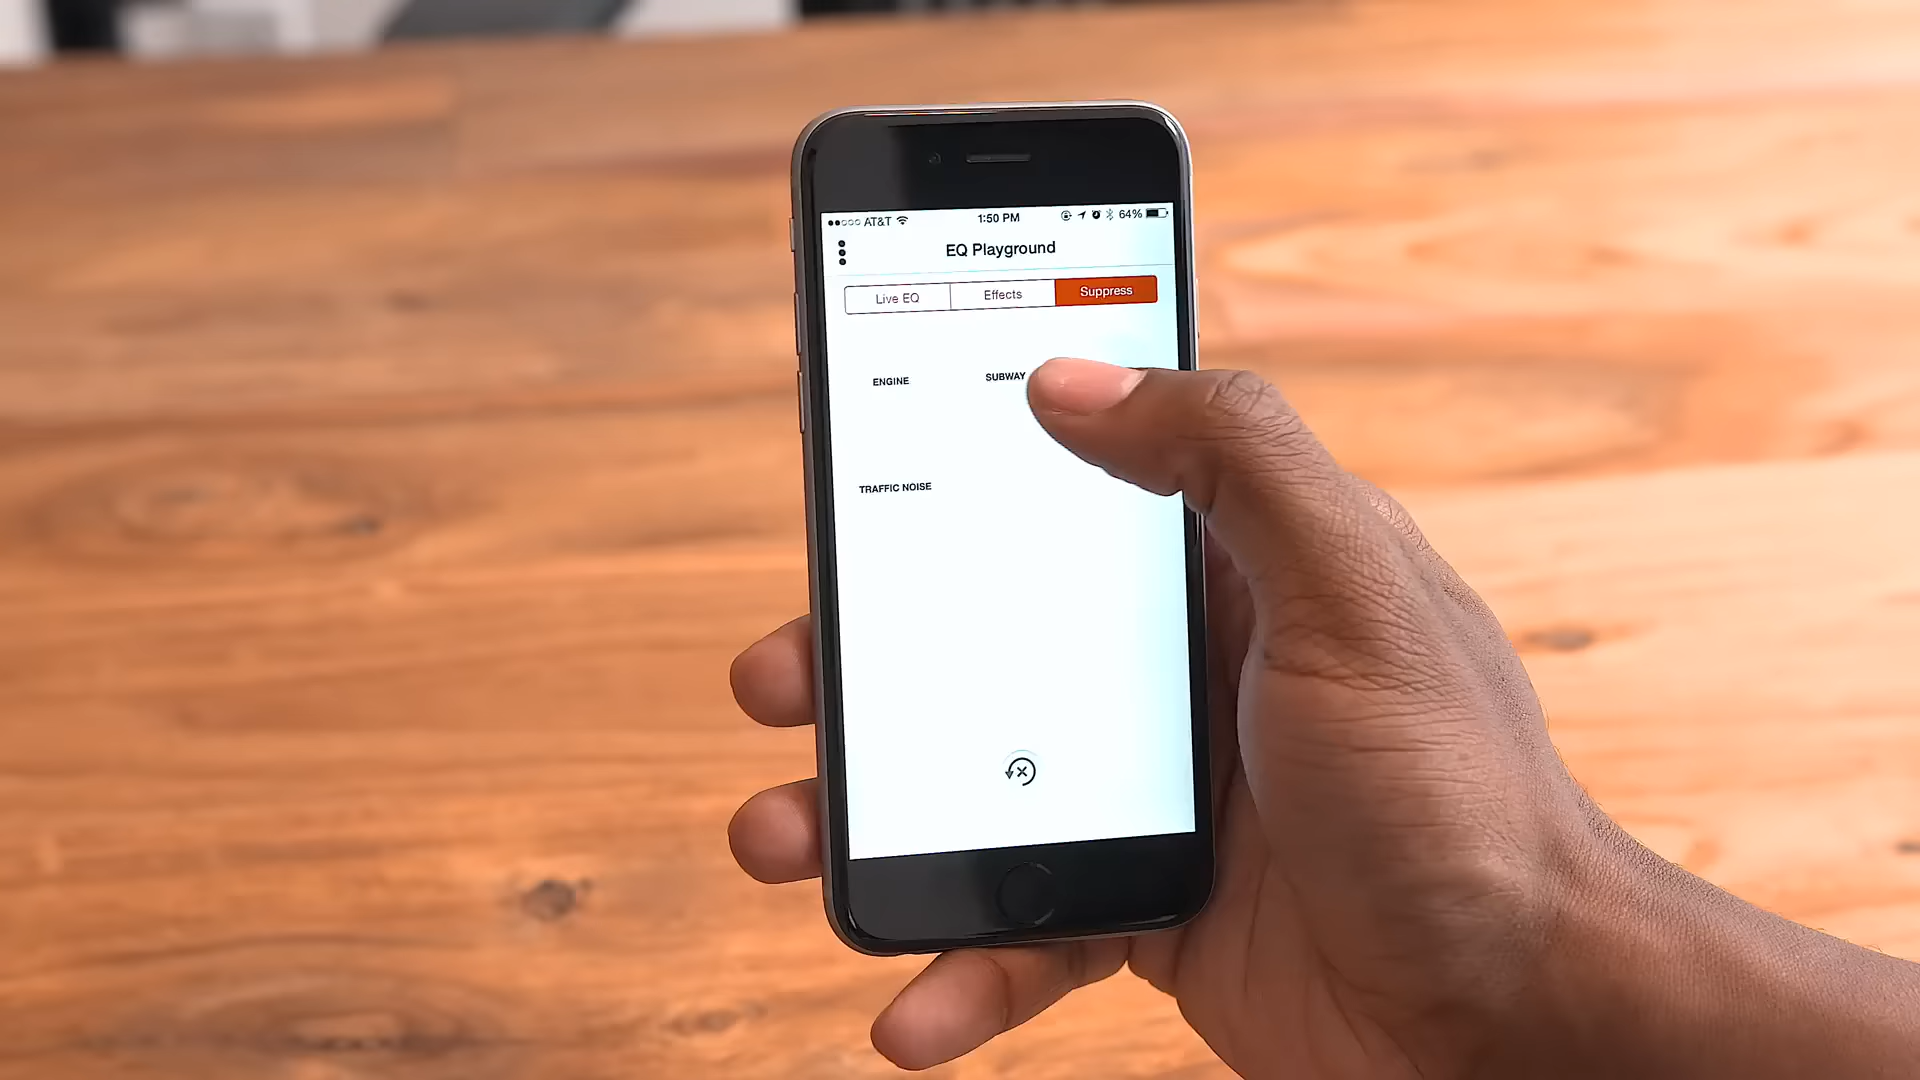 AT&T 1:50 PM 64%
EQ Playground
Live EQ Effects Suppress
ENGINE SUBWAY
TRAFFIC NOISE